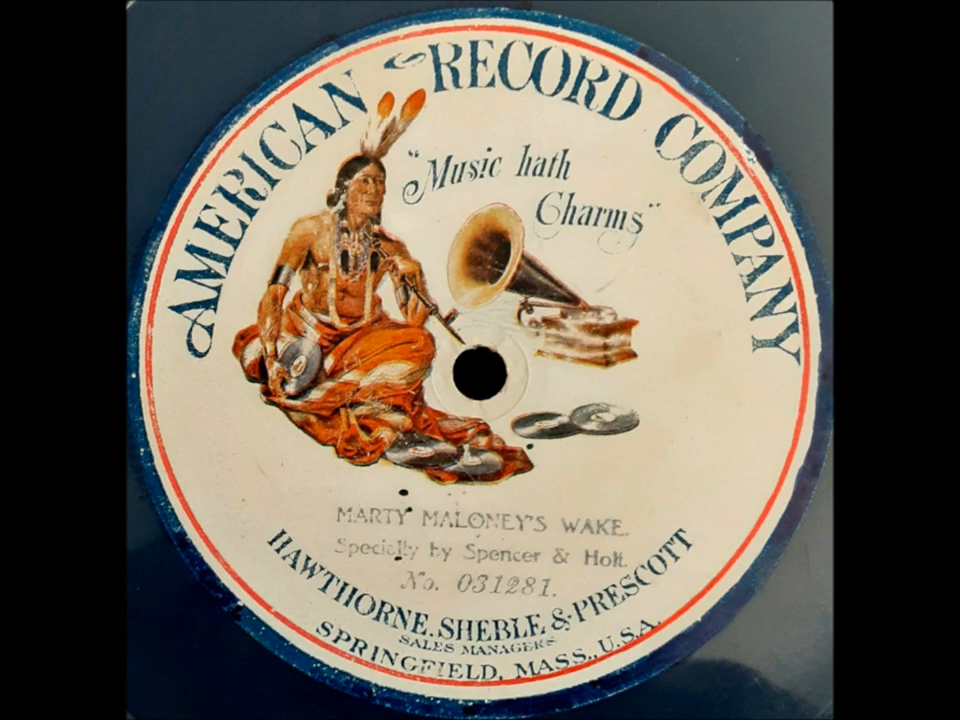 AMERICAN RECORD COMPANY
"Music hath
Charms"
MARTY MALONEY'S WAKE.
Specialty by Spencer & Holt.
No. 031281.
HAWTHORNE, SHEBLE & PRESCOTT
SALES MANAGERS
SPRINGFIELD, MASS., U.S.A.